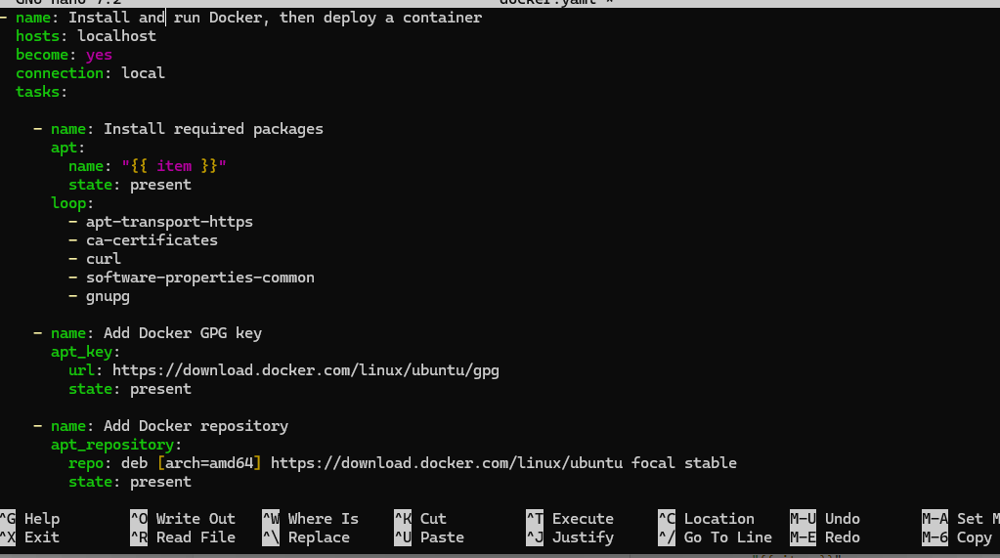 GNU nano 7.2 docker.yaml *
- name: Install and run Docker, then deploy a container
  hosts: localhost
  become: yes
  connection: local
  tasks:

    - name: Install required packages
      apt:
        name: "{{ item }}"
        state: present
      loop:
        - apt-transport-https
        - ca-certificates
        - curl
        - software-properties-common
        - gnupg

    - name: Add Docker GPG key
      apt_key:
        url: https://download.docker.com/linux/ubuntu/gpg
        state: present

    - name: Add Docker repository
      apt_repository:
        repo: deb [arch=amd64] https://download.docker.com/linux/ubuntu focal stable
        state: present

^G Help ^O Write Out ^W Where Is ^K Cut ^T Execute ^C Location M-U Undo M-A Set M
^X Exit ^R Read File ^\ Replace ^U Paste ^J Justify ^/ Go To Line M-E Redo M-6 Copy